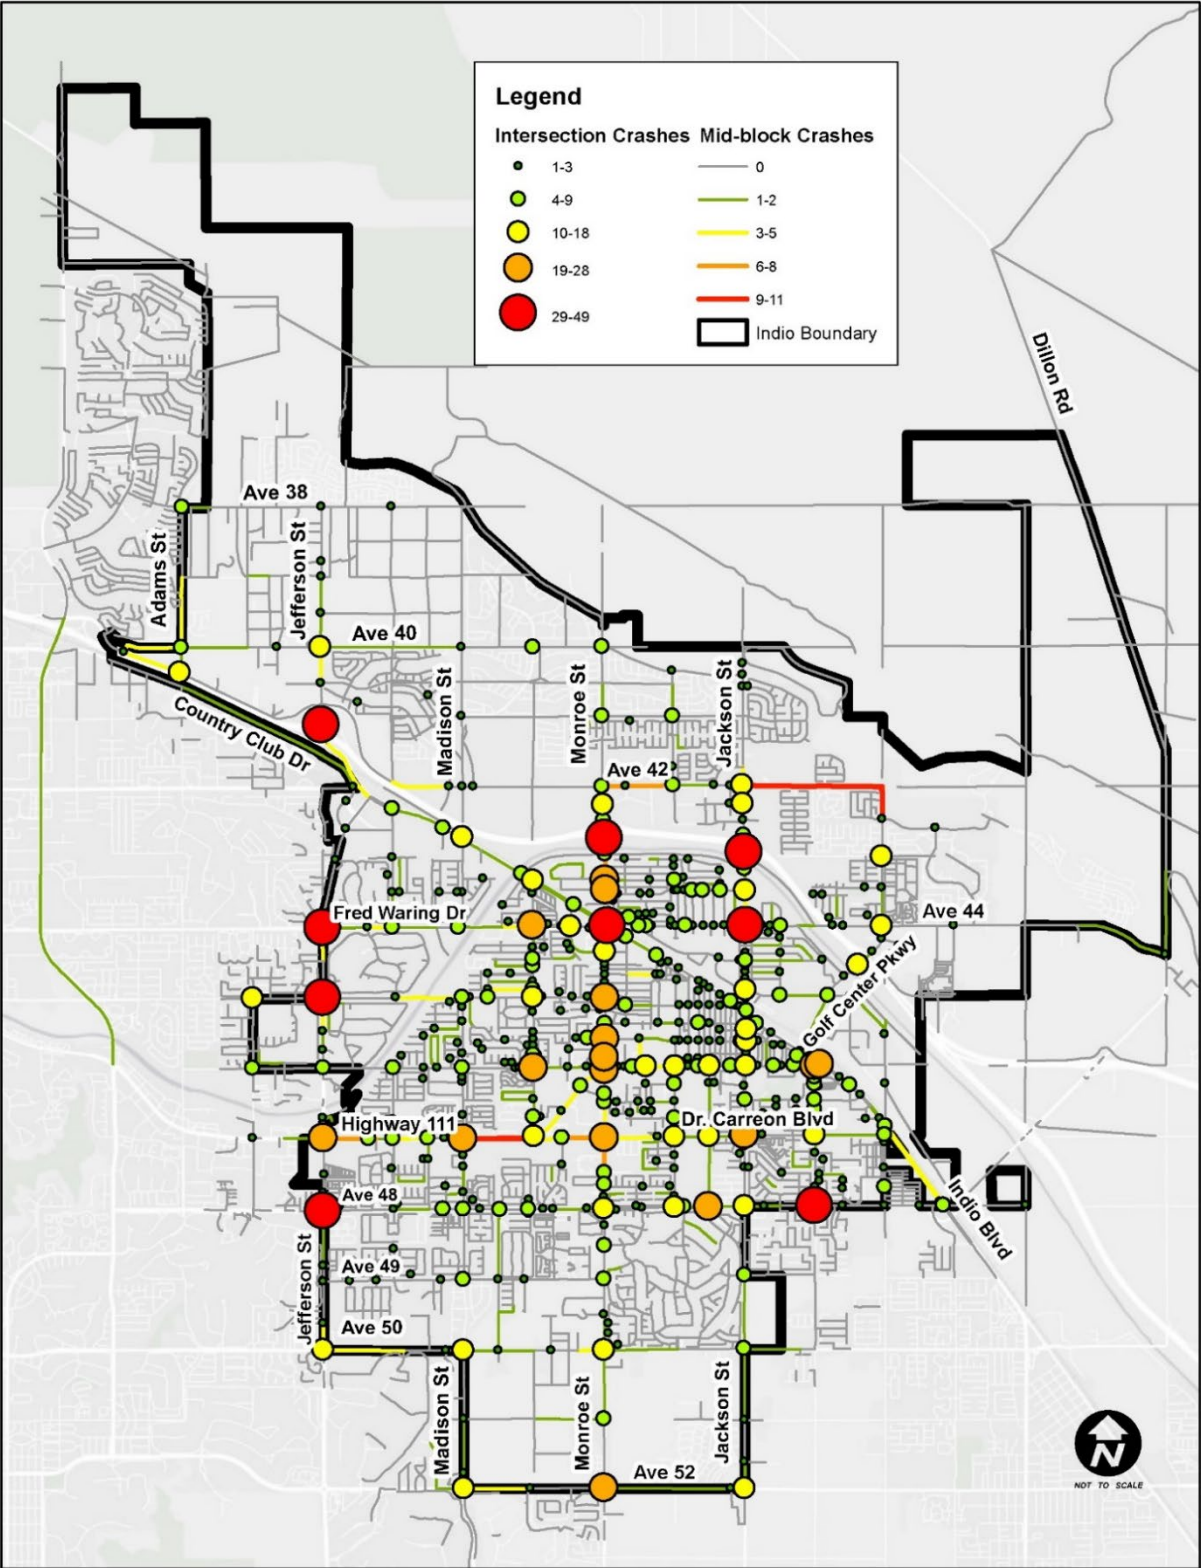 Legend
Intersection Crashes Mid-block Crashes
1-3 0
4-9 1-2
10-18 3-5
19-28 6-8
29-49 9-11
Indio Boundary
Dillon Rd
Ave 38
Adams St
Jefferson St
Ave 40
Madison St
Monroe St
Jackson St
Country Club Dr
Ave 42
Fred Waring Dr
Ave 44
Golf Center Pkwy
Highway 111
Dr. Carreon Blvd
Ave 48
Indio Blvd
Jefferson St
Ave 49
Ave 50
Madison St
Monroe St
Jackson St
Ave 52
N
NOT TO SCALE